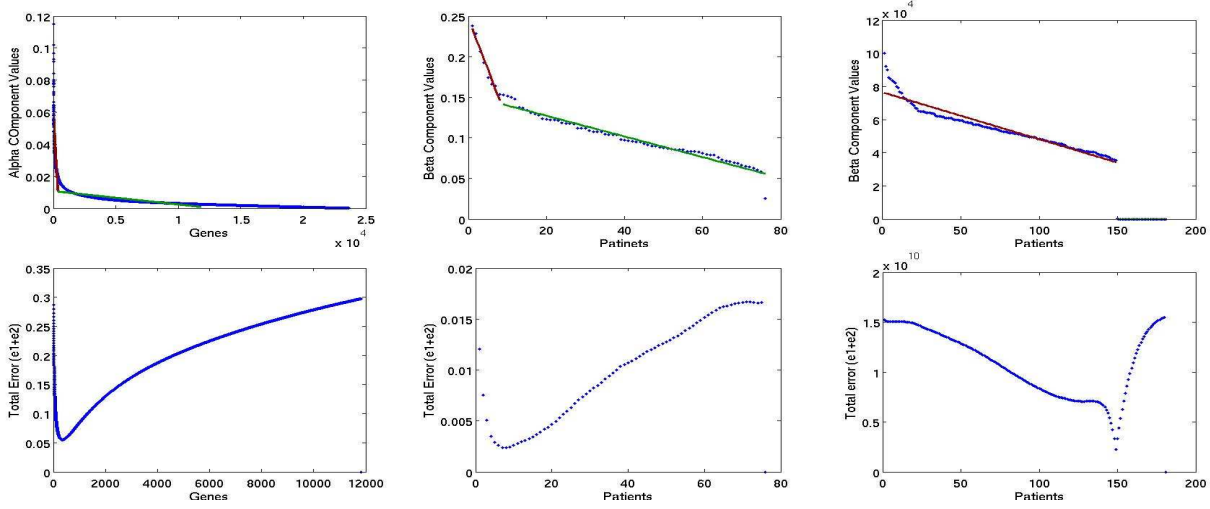 0.12
0.1
0.08
0.06
0.04
0.02
0
Alpha COmponent Values
0 0.5 1 1.5 2 2.5
Genes
x 10 4
0.25
0.2
0.15
0.1
0.05
0
Beta Component Values
0 20 40 60 80
Patinets
x 10 4
12
10
8
6
4
2
0
Beta Component Values
0 50 100 150 200
Patients
0.35
0.3
0.25
0.2
0.15
0.1
0.05
0
Total Error (e1+e2)
0 2000 4000 6000 8000 10000 12000
Genes
0.02
0.015
0.01
0.005
0
Total Error (e1+e2)
0 20 40 60 80
Patients
x 10 10
2
1.5
1
0.5
0
Total error (e1+e2)
0 50 100 150 200
Patients